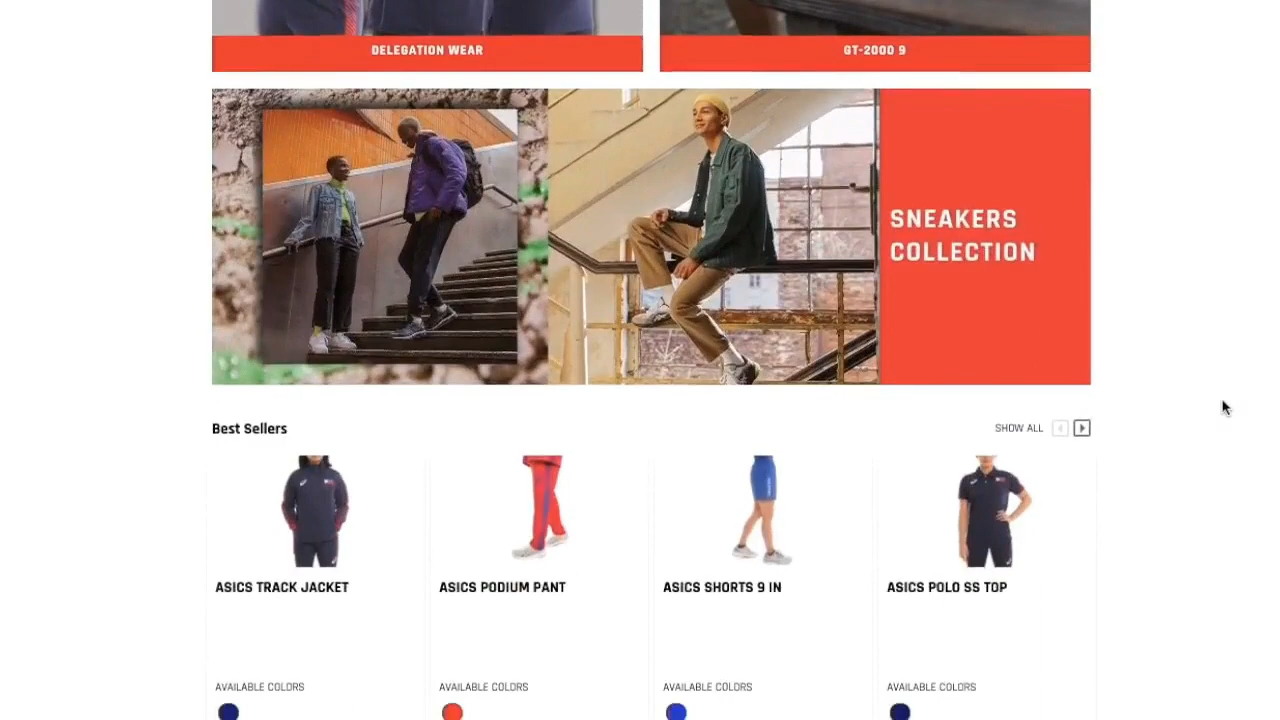 DELEGATION WEAR
GT-2000 9
SNEAKERS
COLLECTION
Best Sellers
SHOW ALL
ASICS TRACK JACKET
ASICS PODIUM PANT
ASICS SHORTS 9 IN
ASICS POLO SS TOP
AVAILABLE COLORS
AVAILABLE COLORS
AVAILABLE COLORS
AVAILABLE COLORS